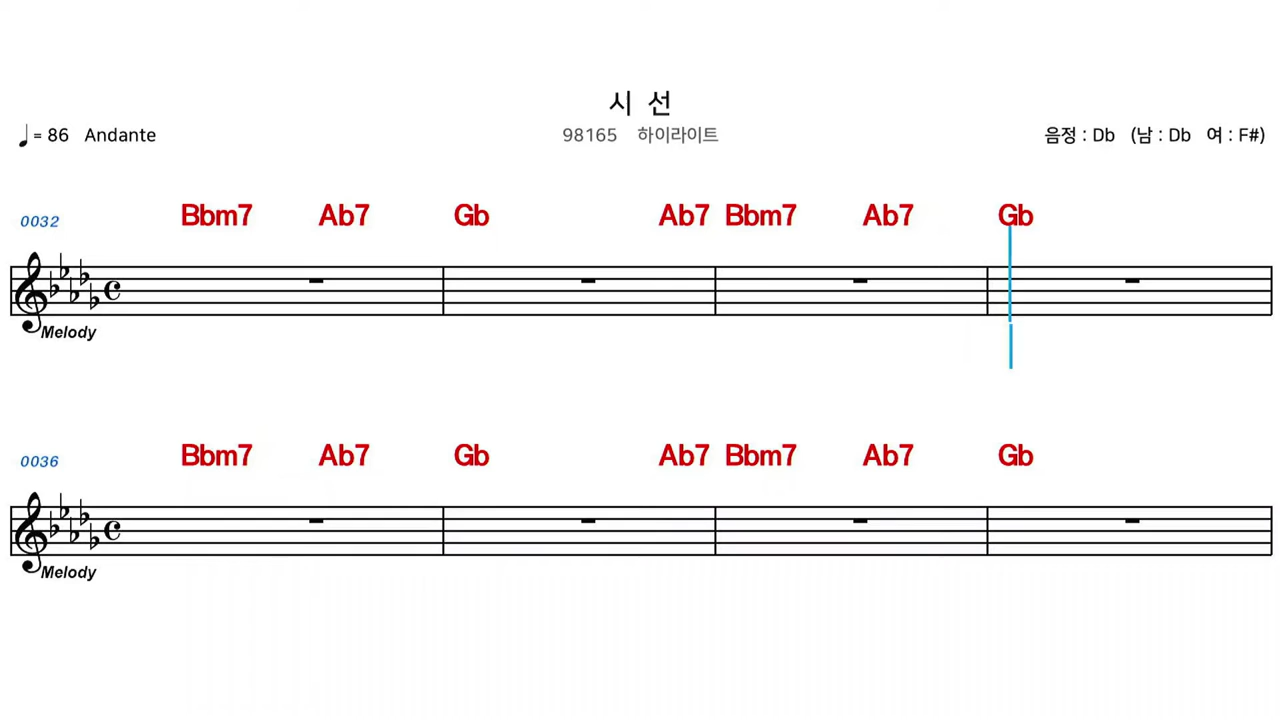 시 선
♩= 86 Andante
98165 하이라이트
음정 : Db (남 : Db 여 : F#)
0032 Bbm7 Ab7 Gb Ab7 Bbm7 Ab7 Gb
Melody
0036 Bbm7 Ab7 Gb Ab7 Bbm7 Ab7 Gb
Melody